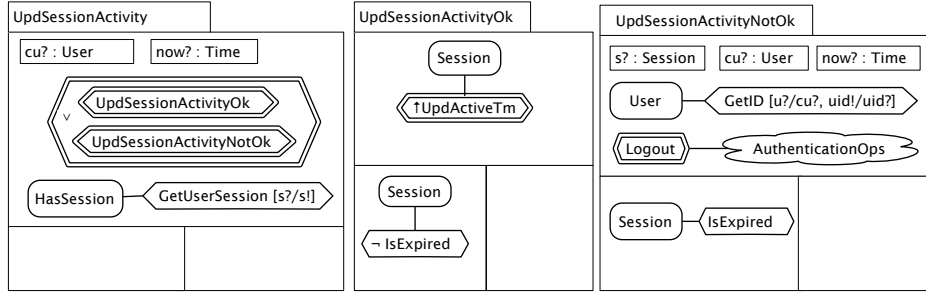 UpdSessionActivity
cu? : User
now? : Time
UpdSessionActivityOk
∨
UpdSessionActivityNotOk
HasSession
GetUserSession [s?/s!]
UpdSessionActivityOk
Session
↑UpdActiveTm
Session
¬ IsExpired
UpdSessionActivityNotOk
s? : Session
cu? : User
now? : Time
User
GetID [u?/cu?, uid!/uid?]
Logout
AuthenticationOps
Session
IsExpired